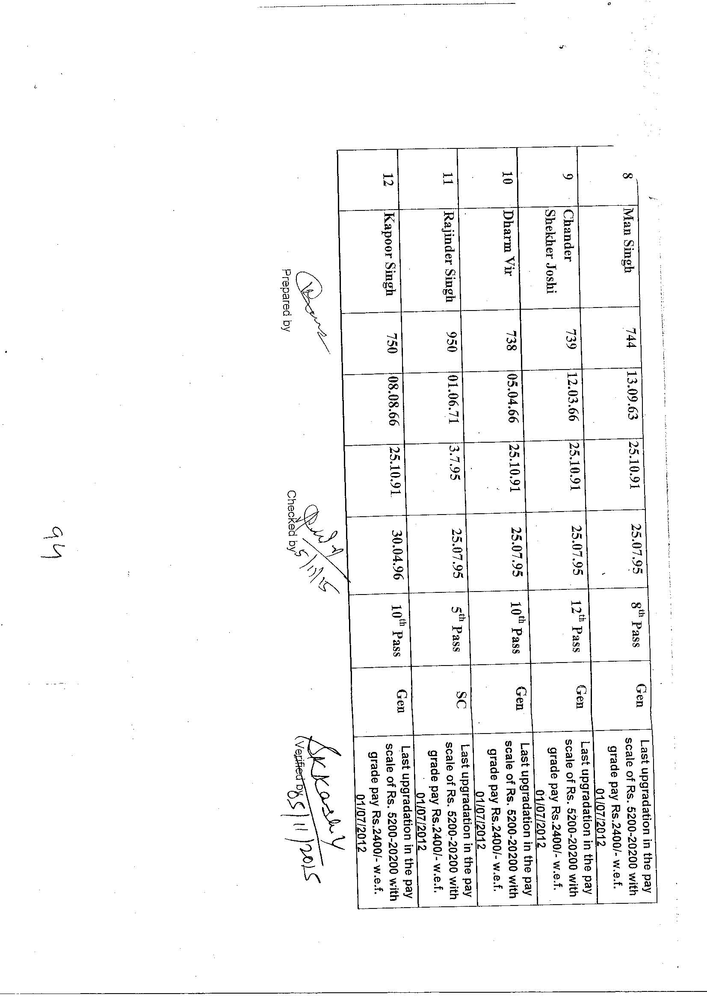 8 Man Singh 744 13.09.63 25.10.91 25.07.95 8th Pass Gen Last upgradation in the pay
scale of Rs. 5200-20200 with
grade pay Rs.2400/- w.e.f.
01/07/2012
9 Chander 739 12.03.66 25.10.91 25.07.95 12th Pass Gen Last upgradation in the pay
Shekher Joshi scale of Rs. 5200-20200 with
grade pay Rs.2400/- w.e.f.
01/07/2012
10 Dharm Vir 738 05.04.66 25.10.91 25.07.95 10th Pass Gen Last upgradation in the pay
scale of Rs. 5200-20200 with
grade pay Rs.2400/- w.e.f.
01/07/2012
11 Rajinder Singh 950 01.06.71 3.7.95 25.07.95 5th Pass SC Last upgradation in the pay
scale of Rs. 5200-20200 with
grade pay Rs.2400/- w.e.f.
01/07/2012
12 Kapoor Singh 750 08.08.66 25.10.91 30.04.96 10th Pass Gen Last upgradation in the pay
scale of Rs. 5200-20200 with
grade pay Rs.2400/- w.e.f.
01/07/2012
Prepared by Checked by 5/11/15 (Verified by 05/11/2015
94